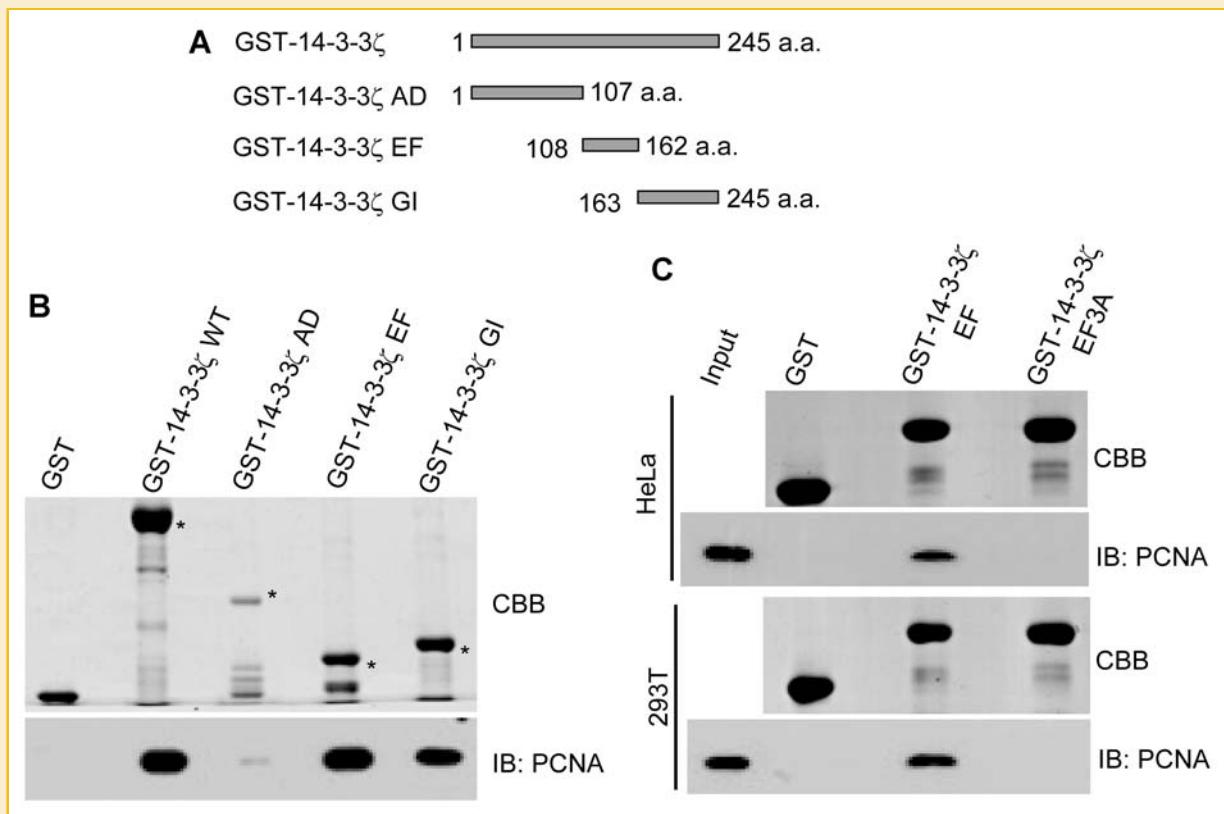 A GST-14-3-3ζ 1 245 a.a.
GST-14-3-3ζ AD 1 107 a.a.
GST-14-3-3ζ EF 108 162 a.a.
GST-14-3-3ζ GI 163 245 a.a.
B
GST
GST-14-3-3ζ WT
GST-14-3-3ζ AD
GST-14-3-3ζ EF
GST-14-3-3ζ GI
*
*
*
*
CBB
IB: PCNA
C
Input
GST
GST-14-3-3ζ
EF
GST-14-3-3ζ
EF3A
HeLa
CBB
IB: PCNA
293T
CBB
IB: PCNA